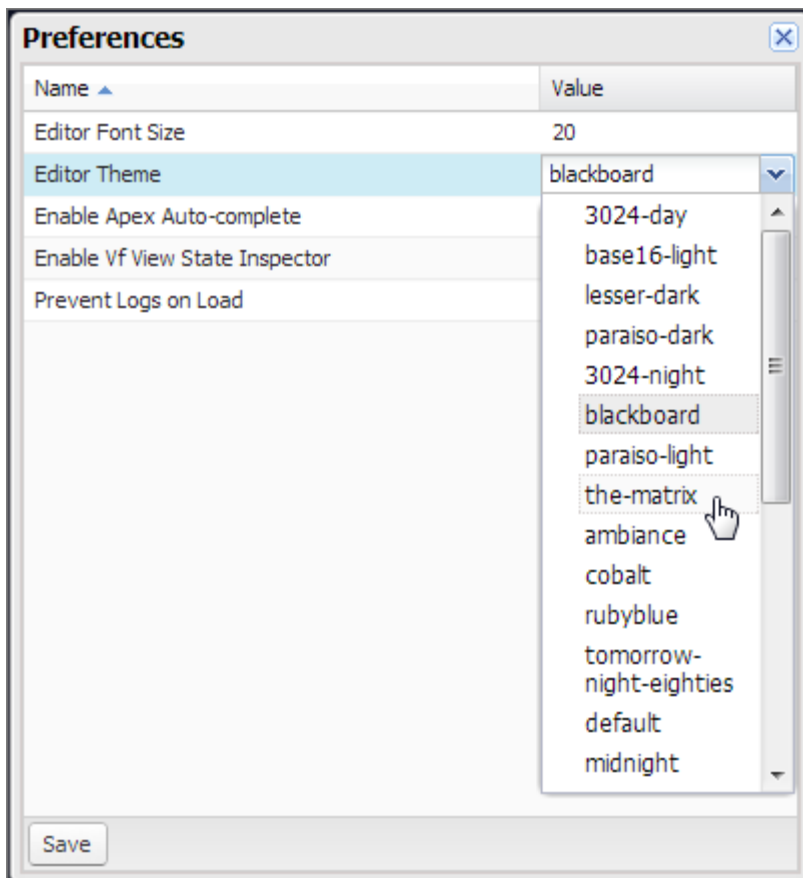 Preferences
Name Value
Editor Font Size 20
Editor Theme blackboard
Enable Apex Auto-complete
Enable Vf View State Inspector
Prevent Logs on Load
3024-day
base16-light
lesser-dark
paraiso-dark
3024-night
blackboard
paraiso-light
the-matrix
ambiance
cobalt
rubyblue
tomorrow-
night-eighties
default
midnight
Save